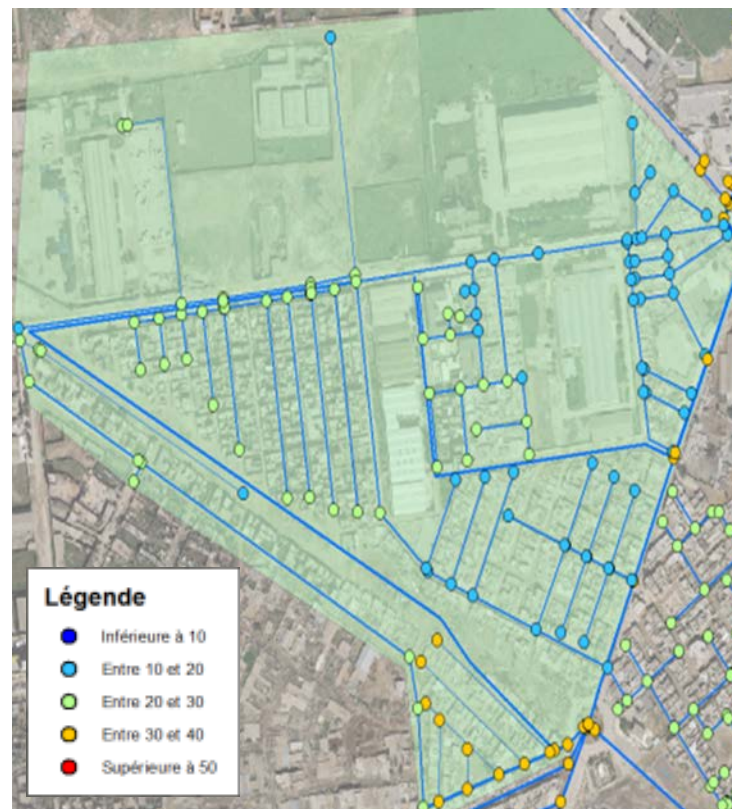 Légende
Inférieure à 10
Entre 10 et 20
Entre 20 et 30
Entre 30 et 40
Supérieure à 50